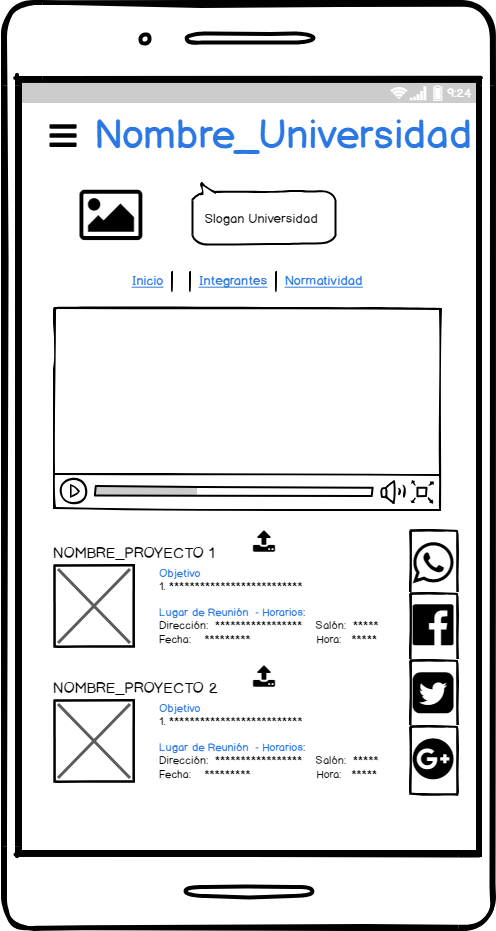 9:24
Nombre_Universidad
Slogan Universidad
Inicio | | Integrantes | Normatividad
NOMBRE_PROYECTO 1
Objetivo
1. **************************
Lugar de Reunión - Horarios:
Dirección: ***************** Salón: *****
Fecha: ********* Hora: *****
NOMBRE_PROYECTO 2
Objetivo
1. **************************
Lugar de Reunión - Horarios:
Dirección: ***************** Salón: *****
Fecha: ********* Hora: *****
G+